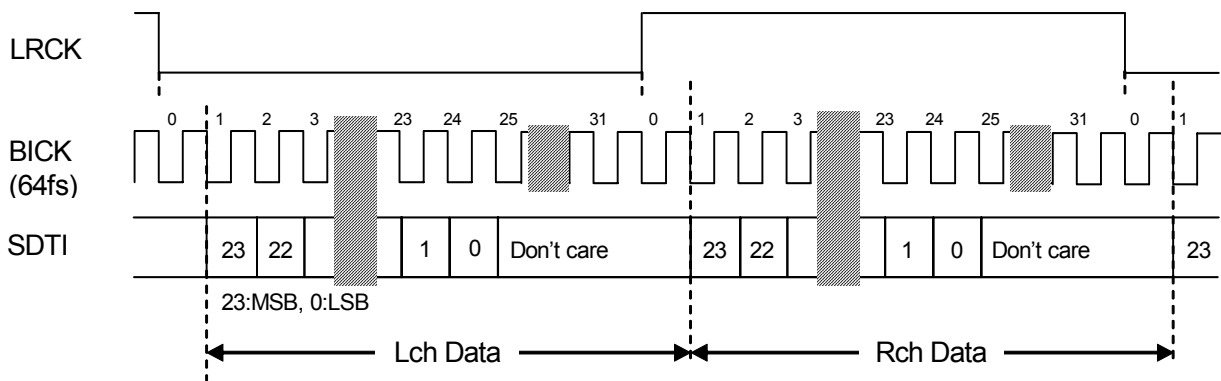 LRCK
0 1 2 3 23 24 25 31 0 1 2 3 23 24 25 31 0 1
BICK
(64fs)
SDTI
23 22 1 0 Don't care 23 22 1 0 Don't care 23
23:MSB, 0:LSB
Lch Data Rch Data